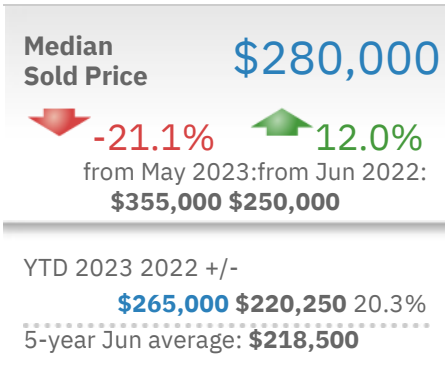 Median
Sold Price
$280,000
-21.1%
12.0%
from May 2023:from Jun 2022:
$355,000 $250,000
YTD 2023 2022 +/-
$265,000 $220,250 20.3%
5-year Jun average: $218,500